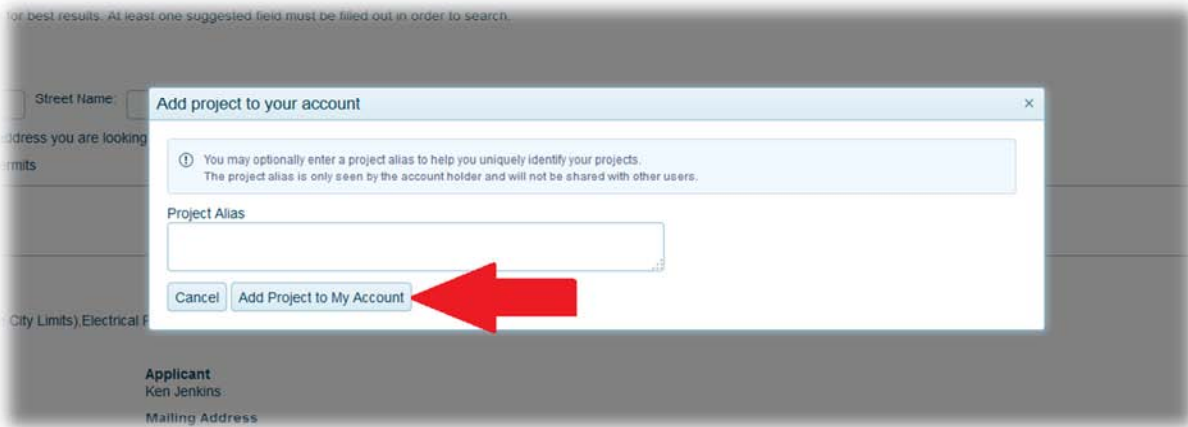 for best results. At least one suggested field must be filled out in order to search.
Street Name:
Add project to your account
×
address you are looking
You may optionally enter a project alias to help you uniquely identify your projects.
The project alias is only seen by the account holder and will not be shared with other users.
Project Alias
Cancel Add Project to My Account
City Limits),Electrical
Applicant
Ken Jenkins
Mailing Address